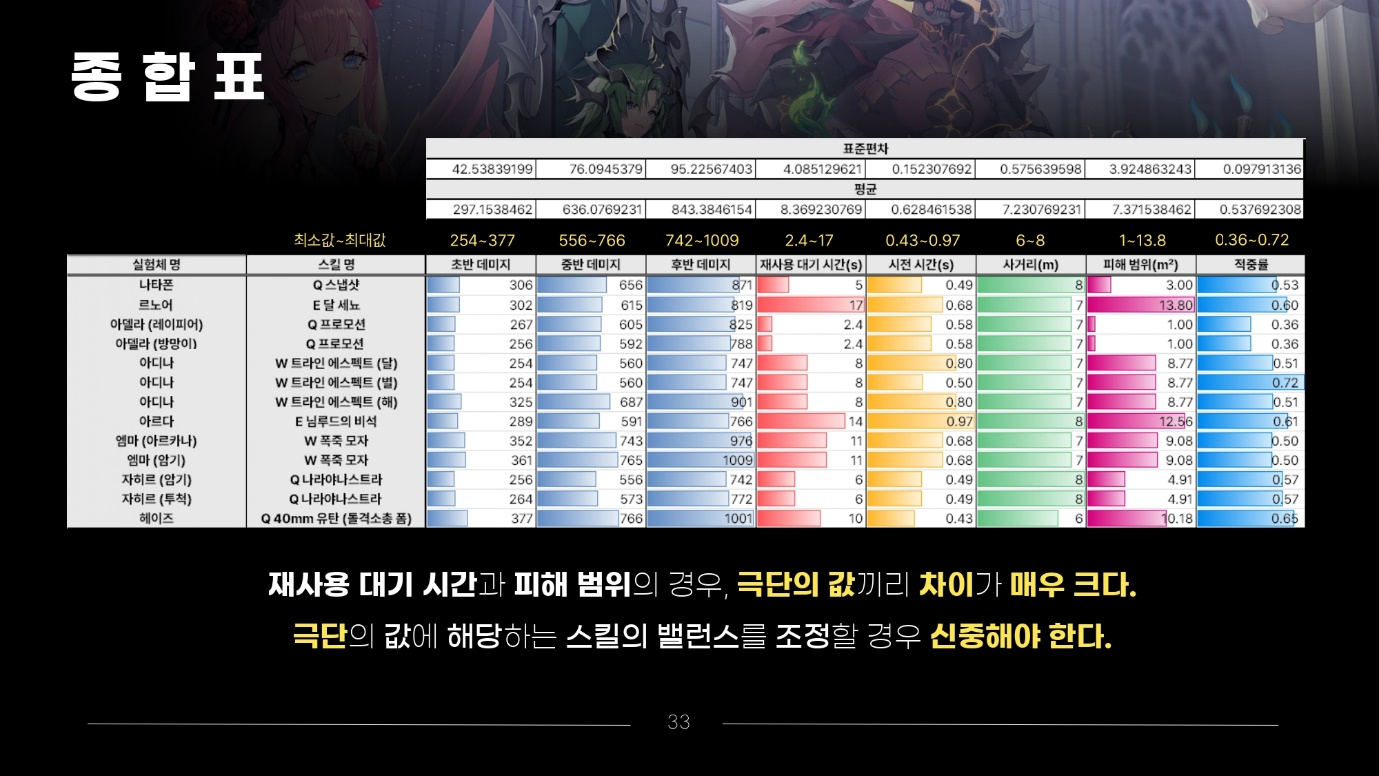 종합표
표준편차
42.53839199 76.0945379 95.22567403 4.085129621 0.152307692 0.575639598 3.924863243 0.097913136
평균
297.1538462 636.0769231 843.3846154 8.369230769 0.628461538 7.230769231 7.371538462 0.537692308
최소값~최대값 254~377 556~766 742~1009 2.4~17 0.43~0.97 6~8 1~13.8 0.36~0.72
실험체 명 스킬 명 초반 데미지 중반 데미지 후반 데미지 재사용 대기 시간(s) 시전 시간(s) 사거리(m) 피해 범위(m²) 적중률
나타폰 Q 스냅샷 306 656 871 5 0.49 8 3.00 0.53
르노어 E 달 세뇨 302 615 819 17 0.68 7 13.80 0.60
아델라 (레이피어) Q 프로모션 267 605 825 2.4 0.58 7 1.00 0.36
아델라 (방망이) Q 프로모션 256 592 788 2.4 0.58 7 1.00 0.36
아디나 W 트라인 에스펙트 (달) 254 560 747 8 0.80 7 8.77 0.51
아디나 W 트라인 에스펙트 (별) 254 560 747 8 0.50 7 8.77 0.72
아디나 W 트라인 에스펙트 (해) 325 687 901 8 0.80 7 8.77 0.51
아르다 E 님루드의 비석 289 591 766 14 0.97 8 12.56 0.61
엠마 (아르카나) W 폭죽 모자 352 743 976 11 0.68 7 9.08 0.50
엠마 (암기) W 폭죽 모자 361 765 1009 11 0.68 7 9.08 0.50
자히르 (암기) Q 나라야나스트라 256 556 742 6 0.49 8 4.91 0.57
자히르 (투척) Q 나라야나스트라 264 573 772 6 0.49 8 4.91 0.57
헤이즈 Q 40mm 유탄 (돌격소총 폼) 377 766 1001 10 0.43 6 10.18 0.65
재사용 대기 시간과 피해 범위의 경우, 극단의 값끼리 차이가 매우 크다.
극단의 값에 해당하는 스킬의 밸런스를 조정할 경우 신중해야 한다.
33